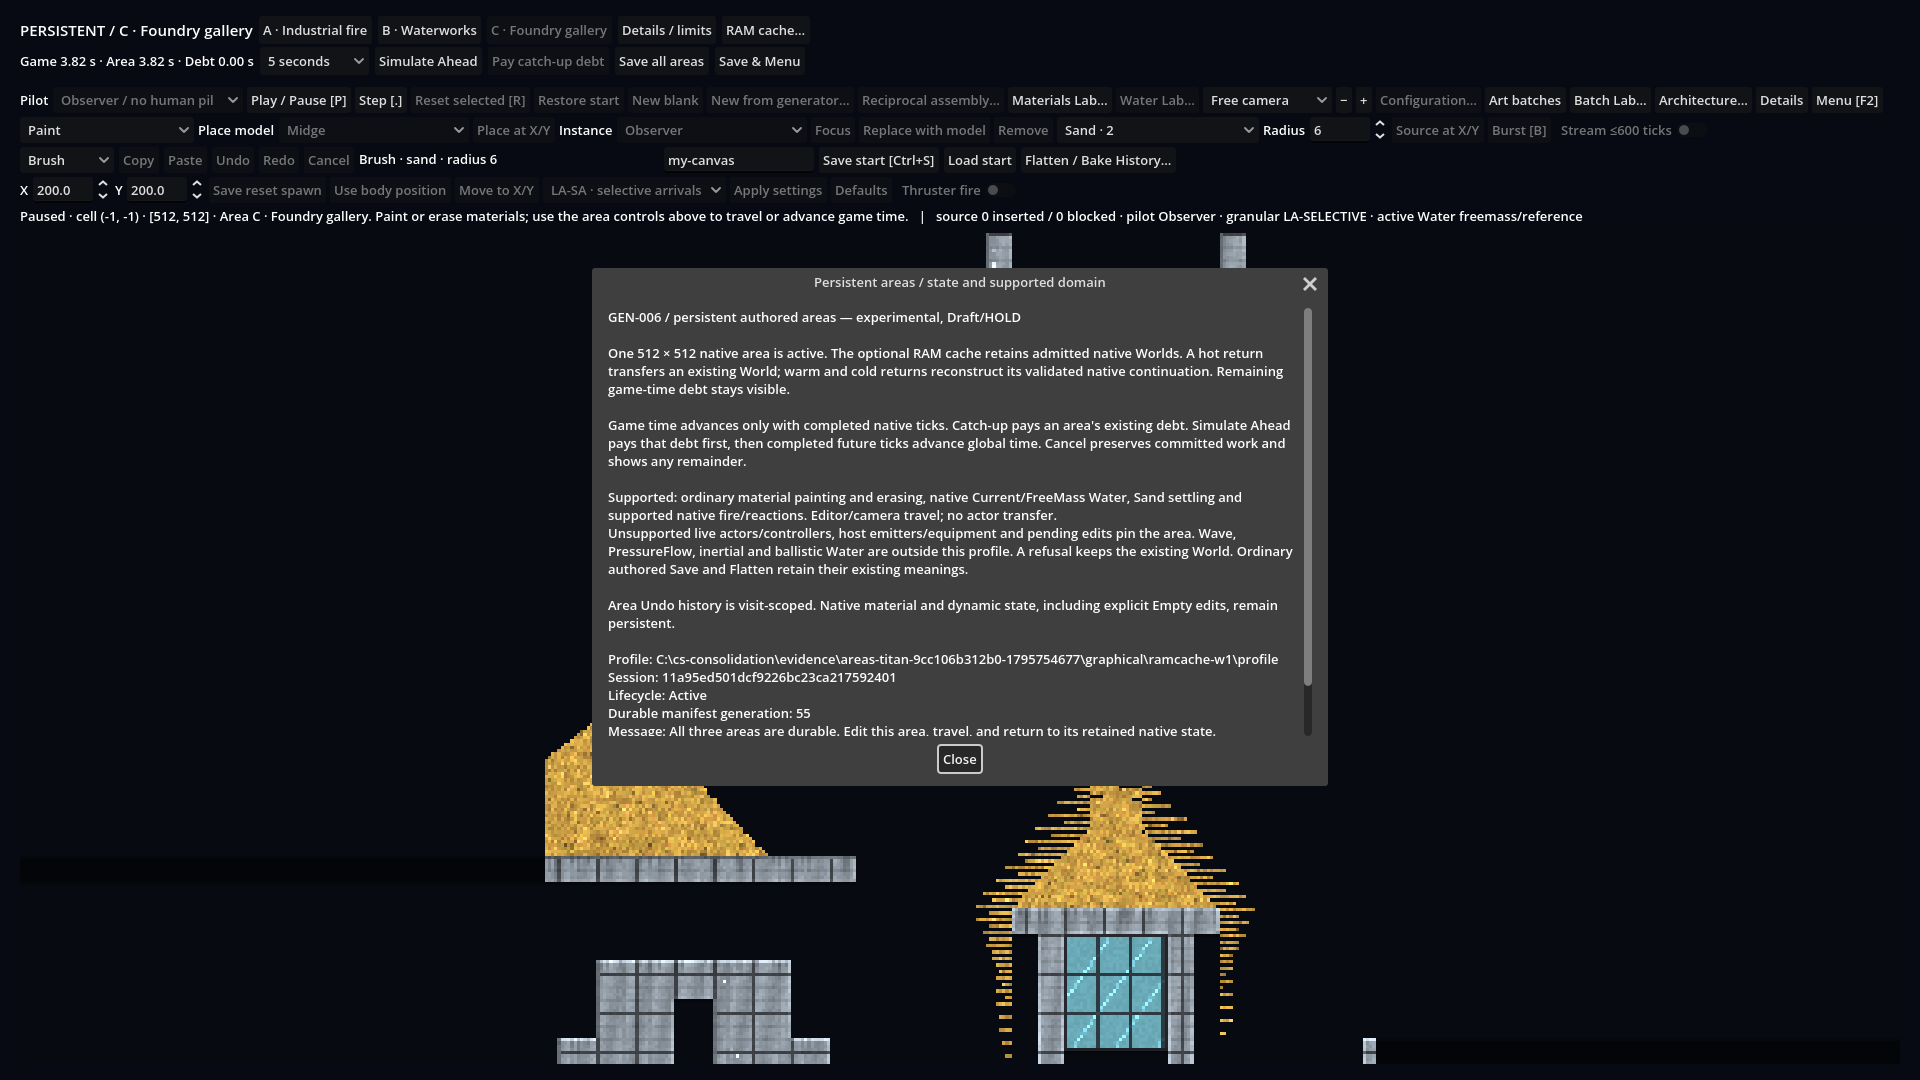 PERSISTENT / C · Foundry gallery A · Industrial fire B · Waterworks C · Foundry gallery Details / limits RAM cache...
Game 3.82 s · Area 3.82 s · Debt 0.00 s 5 seconds Simulate Ahead Pay catch-up debt Save all areas Save & Menu
Pilot Observer / no human pil Play / Pause [P] Step [.] Reset selected [R] Restore start New blank New from generator... Reciprocal assembly... Materials Lab... Water Lab... Free camera − + Configuration... Art batches Batch Lab... Architecture... Details Menu [F2]
Paint Place model Midge Place at X/Y Instance Observer Focus Replace with model Remove Sand · 2 Radius 6 Source at X/Y Burst [B] Stream ≤600 ticks
Brush Copy Paste Undo Redo Cancel Brush · sand · radius 6 my-canvas Save start [Ctrl+S] Load start Flatten / Bake History...
X 200.0 Y 200.0 Save reset spawn Use body position Move to X/Y LA-SA · selective arrivals Apply settings Defaults Thruster fire
Paused · cell (-1, -1) · [512, 512] · Area C · Foundry gallery. Paint or erase materials; use the area controls above to travel or advance game time. | source 0 inserted / 0 blocked · pilot Observer · granular LA-SELECTIVE · active Water freemass/reference
Persistent areas / state and supported domain
GEN-006 / persistent authored areas — experimental, Draft/HOLD
One 512 × 512 native area is active. The optional RAM cache retains admitted native Worlds. A hot return
transfers an existing World; warm and cold returns reconstruct its validated native continuation. Remaining
game-time debt stays visible.
Game time advances only with completed native ticks. Catch-up pays an area's existing debt. Simulate Ahead
pays that debt first, then completed future ticks advance global time. Cancel preserves committed work and
shows any remainder.
Supported: ordinary material painting and erasing, native Current/FreeMass Water, Sand settling and
supported native fire/reactions. Editor/camera travel; no actor transfer.
Unsupported live actors/controllers, host emitters/equipment and pending edits pin the area. Wave,
PressureFlow, inertial and ballistic Water are outside this profile. A refusal keeps the existing World. Ordinary
authored Save and Flatten retain their existing meanings.
Area Undo history is visit-scoped. Native material and dynamic state, including explicit Empty edits, remain
persistent.
Profile: C:\cs-consolidation\evidence\areas-titan-9cc106b312b0-1795754677\graphical\ramcache-w1\profile
Session: 11a95ed501dcf9226bc23ca217592401
Lifecycle: Active
Durable manifest generation: 55
Message: All three areas are durable. Edit this area, travel, and return to its retained native state.
Close